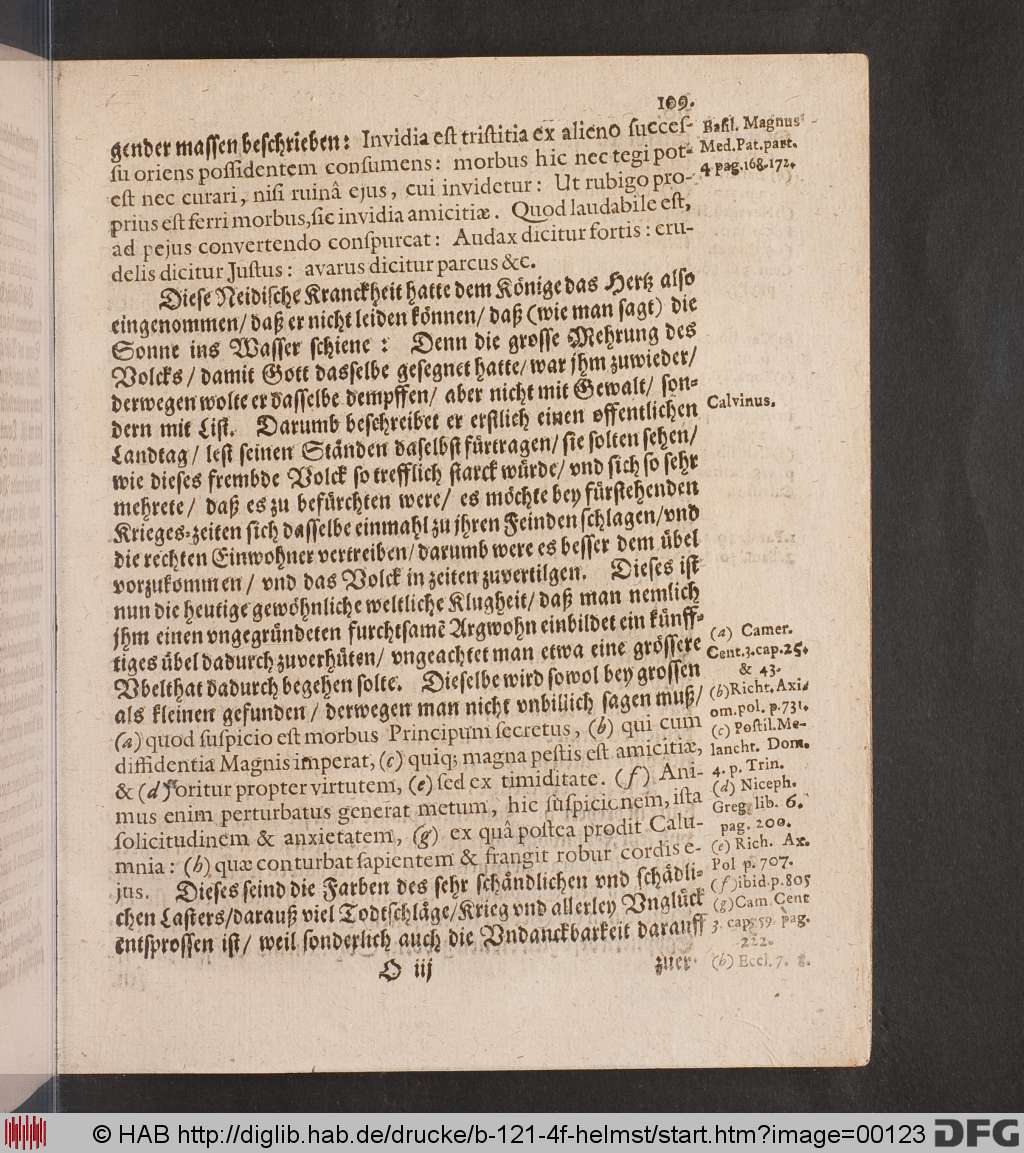 109.
gender massen beschrieben: Invidia est tristitia ex alieno succes-
su oriens possidentem consumens: morbus hic nec tegi pot-
est nec curari, nisi ruinâ ejus, cui invidetur: Ut rubigo pro-
prius est ferri morbus, sic invidia amicitiæ. Quod laudabile est,
ad pejus convertendo conspurcat: Audax dicitur fortis: cru-
delis dicitur Justus: avarus dicitur parcus &c.
Diese Neidische Kranckheit hatte dem Könige das Hertz also
eingenommen/ daß er nicht leiden können/ daß (wie man sagt) die
Sonne ins Wasser schiene: Denn die grosse Mehrung des
Volcks/ damit Gott dasselbe gesegnet hatte/ war jhm zuwieder/
derwegen wolte er dasselbe dempffen/ aber nicht mit Gewalt/ son-
dern mit List. Darumb beschreibet er erstlich einen offentlichen
Landtag/ lest seinen Ständen daselbst fürtragen/ sie solten sehen/
wie dieses frembde Volck so trefflich starck würde/ vnd sich so sehr
mehrete/ daß es zu befürchten were/ es möchte bey fürstehenden
Krieges-zeiten sich dasselbe einmahl zu jhren Feinden schlagen/ vnd
die rechten Einwohner vertreiben/ darumb were es besser dem übel
vorzukommen/ vnd das Volck in zeiten zuvertilgen. Dieses ist
nun die heutige gewöhnliche weltliche Klugheit/ daß man nemlich
jhm einen vngegründeten furchtsamẽ Argwohn einbildet ein künff-
tiges übel dadurch zuverhüten/ vngeachtet man etwa eine grössere
Vbelthat dadurch begehen solte. Dieselbe wird sowol bey grossen
als kleinen gefunden/ derwegen man nicht vnbillich sagen muß/
(a) quod suspicio est morbus Principum secretus, (b) qui cum
diffidentia Magnis imperat, (c) quiq; magna pestis est amicitiæ,
& (d) oritur propter virtutem, (e) sed ex timiditate. (f) Ani-
mus enim perturbatus generat metum, hic suspicionem, ista
solicitudinem & anxietatem, (g) ex quâ postea prodit Calu-
mnia: (h) quæ conturbat sapientem & frangit robur cordis e-
jus. Dieses seind die Farben des sehr schändlichen vnd schädli-
chen Lasters/ darauß viel Todtschläge/ Krieg vnd allerley Vnglück
entsprossen ist/ weil sonderlich auch die Vndanckbarkeit darauff
O iij zuer-
Basil. Magnus
Med. Pat. part.
4 pag. 168. 172.
Calvinus.
(a) Camer.
Cent. 3. cap. 25.
& 43.
(b) Richt. Axi-
om. pol. p. 731.
(c) Postil. Me-
lancht. Dom.
4. p. Trin.
(d) Niceph.
Greg. lib. 6.
pag. 200.
(e) Rich. Ax.
Pol p. 707.
(f) ibid. p. 805
(g) Cam. Cent
3. cap. 59. pag.
222.
(h) Eccl. 7. 8.
© HAB http://diglib.hab.de/drucke/b-121-4f-helmst/start.htm?image=00123 DFG